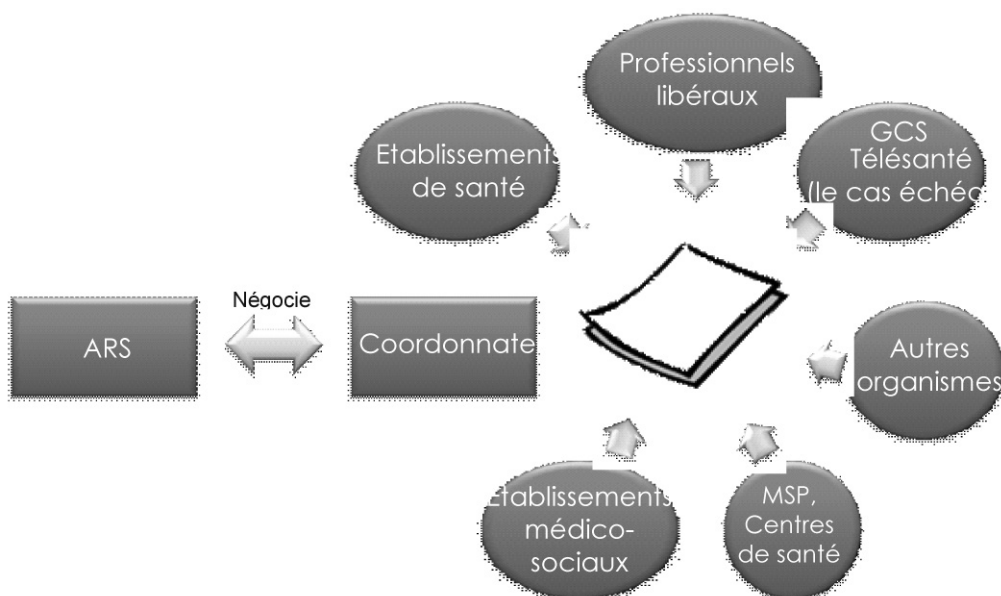 Professionnels
libéraux
Etablissements
de santé
GCS
Télésanté
(le cas échéc
Négocie
ARS
Coordonnate
Autres
organismes
Etablissements
médico-
sociaux
MSP,
Centres
de santé